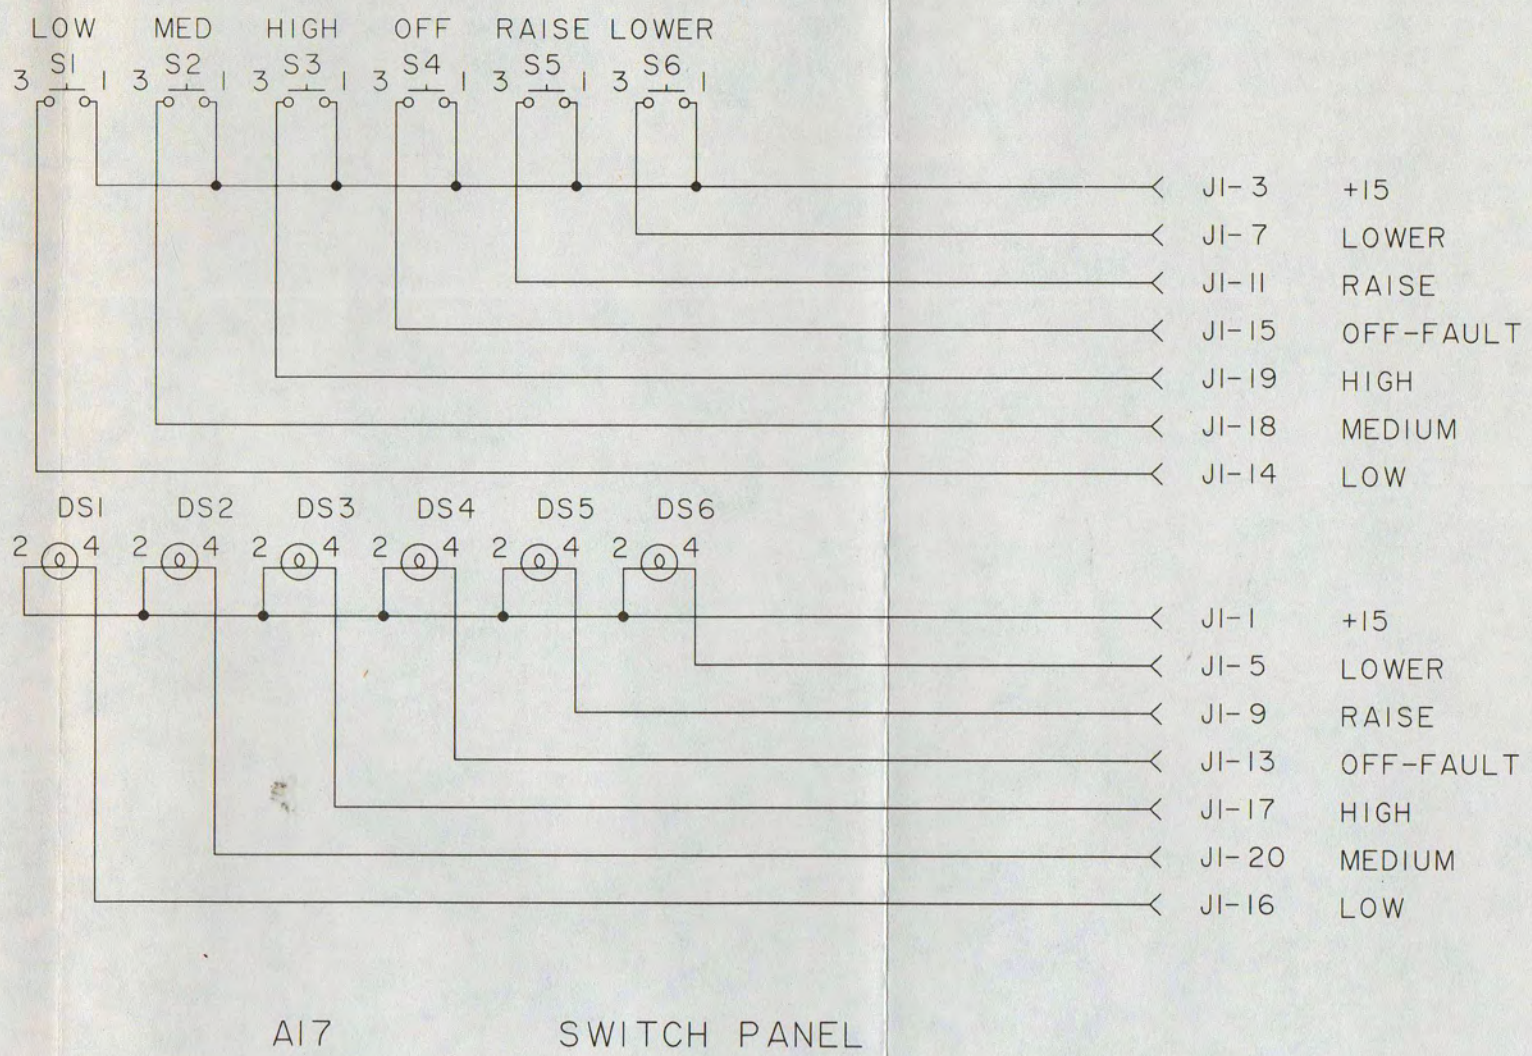 LOW MED HIGH OFF RAISE LOWER
S1 S2 S3 S4 S5 S6
3 1 3 1 3 1 3 1 3 1 3 1
J1-3 +15
J1-7 LOWER
J1-11 RAISE
J1-15 OFF-FAULT
J1-19 HIGH
J1-18 MEDIUM
J1-14 LOW
DS1 DS2 DS3 DS4 DS5 DS6
2 4 2 4 2 4 2 4 2 4 2 4
J1-1 +15
J1-5 LOWER
J1-9 RAISE
J1-13 OFF-FAULT
J1-17 HIGH
J1-20 MEDIUM
J1-16 LOW
A17 SWITCH PANEL